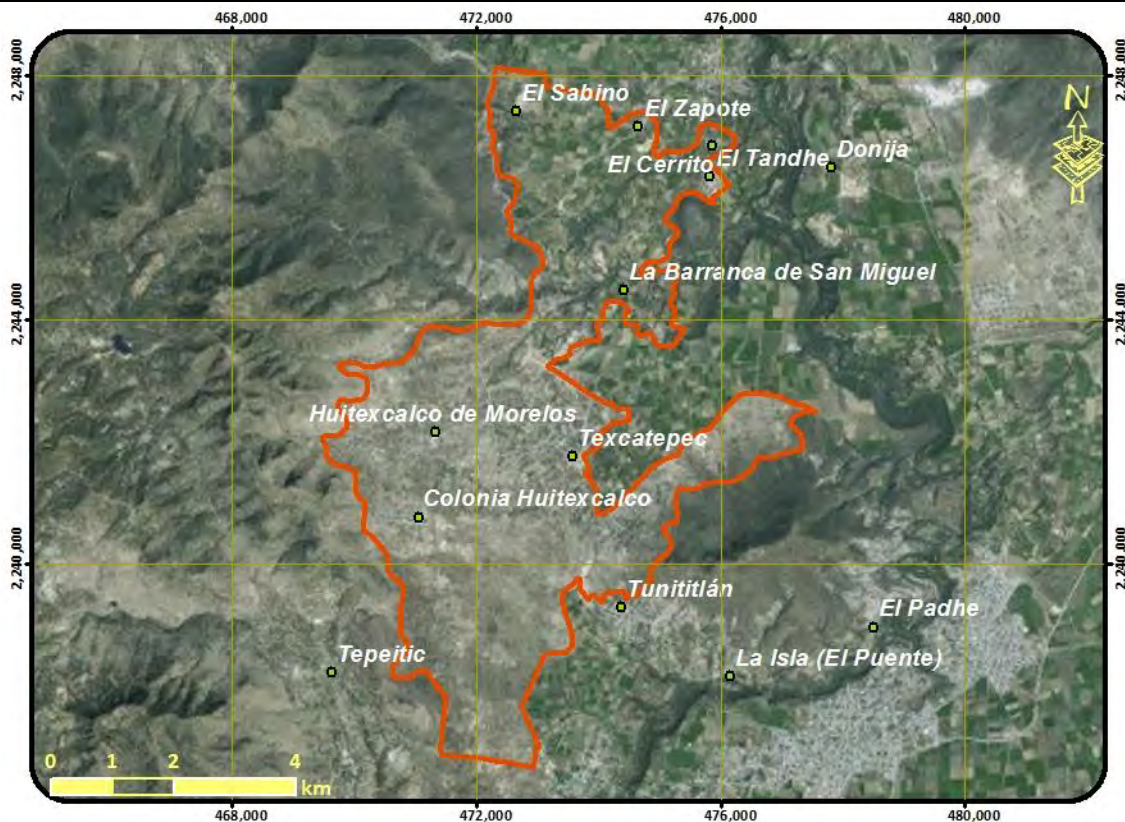 468,000 472,000 476,000 480,000
2,248,000 2,248,000
N
El Sabino
El Zapote
El Tandhe Donija
El Cerrito
La Barranca de San Miguel
2,244,000 2,244,000
Huitexcalco de Morelos
Texcatepec
Colonia Huitexcalco
2,240,000 2,240,000
Tunititlán
El Padhe
Tepeitic
La Isla (El Puente)
0 1 2 4
km
468,000 472,000 476,000 480,000